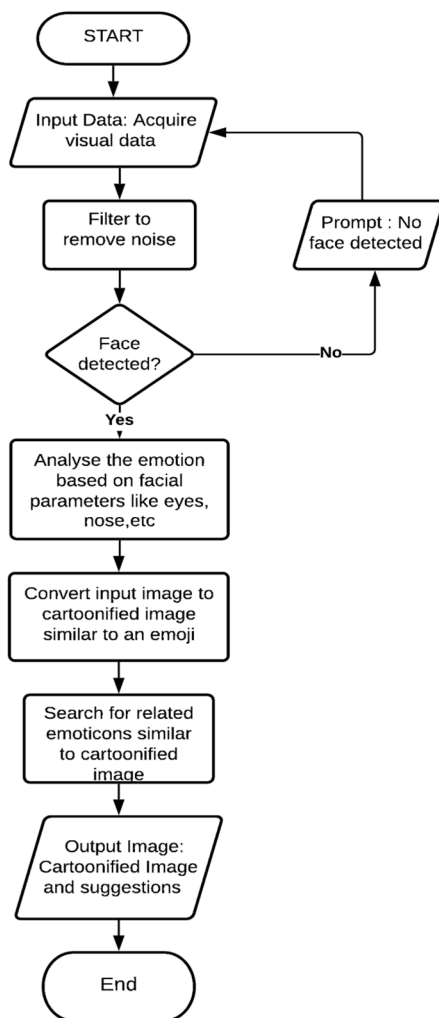 START
Input Data: Acquire
visual data
Filter to
remove noise
Prompt : No
face detected
Face
detected?
No
Yes
Analyse the emotion
based on facial
parameters like eyes,
nose,etc
Convert input image to
cartoonified image
similar to an emoji
Search for related
emoticons similar
to cartoonified
image
Output Image:
Cartoonified Image
and suggestions
End